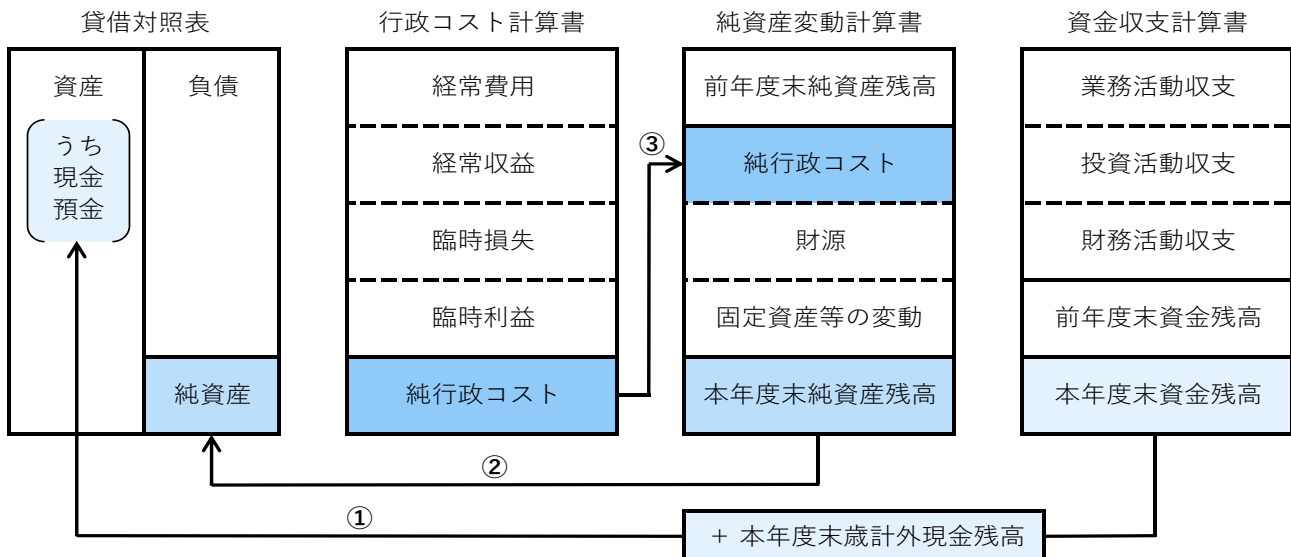 貸借対照表
資産
うち
現金
預金
負債
純資産
行政コスト計算書
経常費用
経常収益
臨時損失
臨時利益
純行政コスト
③
純資産変動計算書
前年度末純資産残高
純行政コスト
財源
固定資産等の変動
本年度末純資産残高
資金収支計算書
業務活動収支
投資活動収支
財務活動収支
前年度末資金残高
本年度末資金残高
②
①
+ 本年度末歳計外現金残高